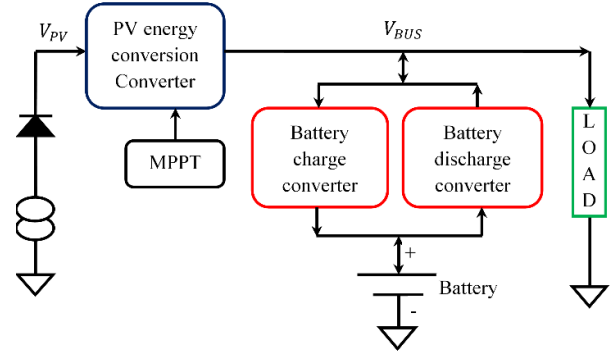 V_PV
PV energy
conversion
Converter
V_BUS
MPPT
Battery
charge
converter
Battery
discharge
converter
L
O
A
D
+
Battery
-